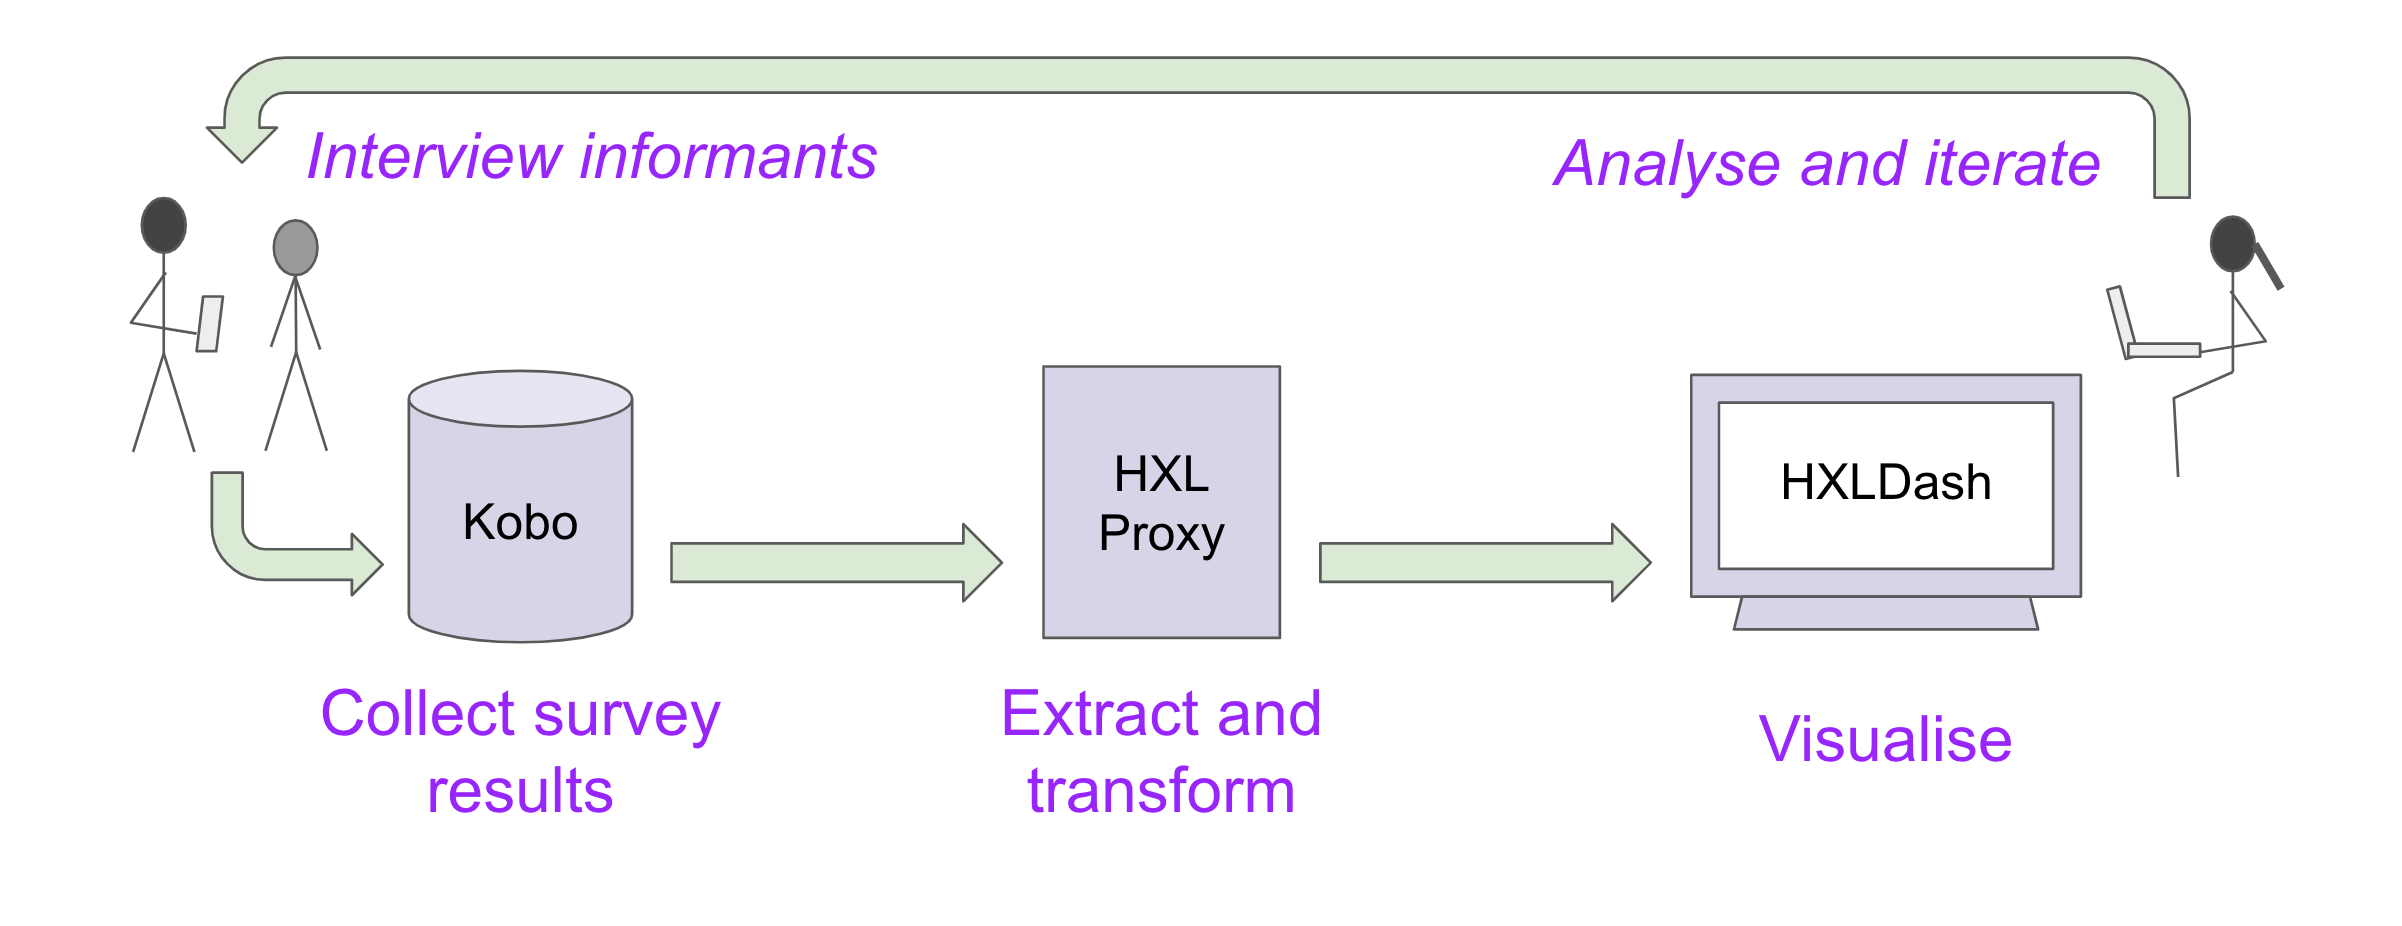 Interview informants
Analyse and iterate
Kobo
HXL
Proxy
HXLDash
Collect survey
results
Extract and
transform
Visualise